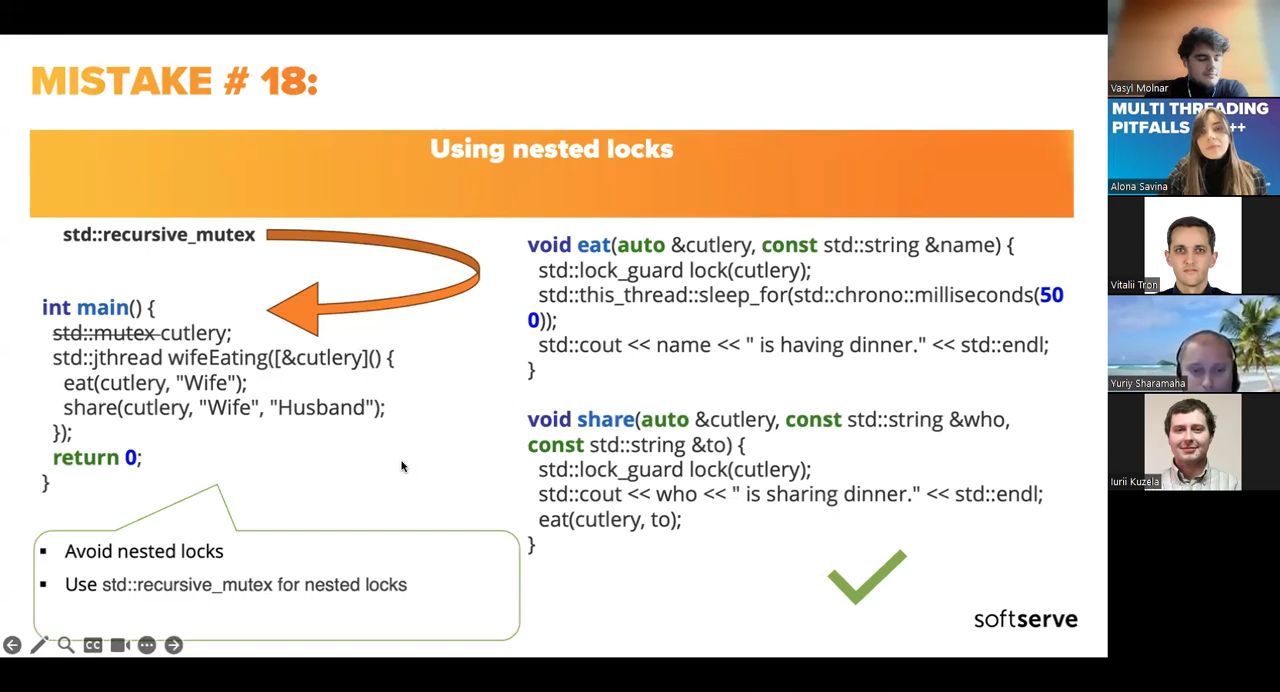 MISTAKE # 18:
Using nested locks
std::recursive_mutex
int main() {
std::mutex cutlery;
std::jthread wifeEating([&cutlery]() {
eat(cutlery, "Wife");
share(cutlery, "Wife", "Husband");
});
return 0;
}
Avoid nested locks
Use std::recursive_mutex for nested locks
void eat(auto &cutlery, const std::string &name) {
std::lock_guard lock(cutlery);
std::this_thread::sleep_for(std::chrono::milliseconds(50
0));
std::cout << name << " is having dinner." << std::endl;
}
void share(auto &cutlery, const std::string &who,
const std::string &to) {
std::lock_guard lock(cutlery);
std::cout << who << " is sharing dinner." << std::endl;
eat(cutlery, to);
}
softserve
CC
Vasyl Molnar
MULTI THREADING
PITFALLS ++
Alona Savina
Vitalii Tron
Yuriy Sharamaha
Iurii Kuzela